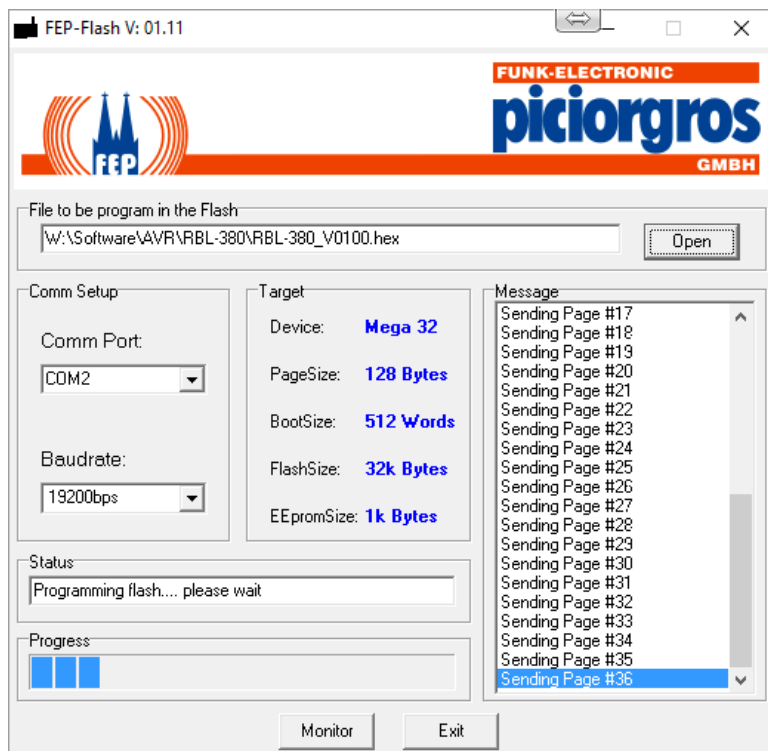 FEP-Flash V: 01.11
FUNK-ELECTRONIC
piciorgros
GMBH
FEP
File to be program in the Flash
W:\Software\AVR\RBL-380\RBL-380_V0100.hex
Open
Comm Setup
Comm Port:
COM2
Baudrate:
19200bps
Target
Device: Mega 32
PageSize: 128 Bytes
BootSize: 512 Words
FlashSize: 32k Bytes
EEpromSize: 1k Bytes
Message
Sending Page #17
Sending Page #18
Sending Page #19
Sending Page #20
Sending Page #21
Sending Page #22
Sending Page #23
Sending Page #24
Sending Page #25
Sending Page #26
Sending Page #27
Sending Page #28
Sending Page #29
Sending Page #30
Sending Page #31
Sending Page #32
Sending Page #33
Sending Page #34
Sending Page #35
Sending Page #36
Status
Programming flash.... please wait
Progress
Monitor
Exit